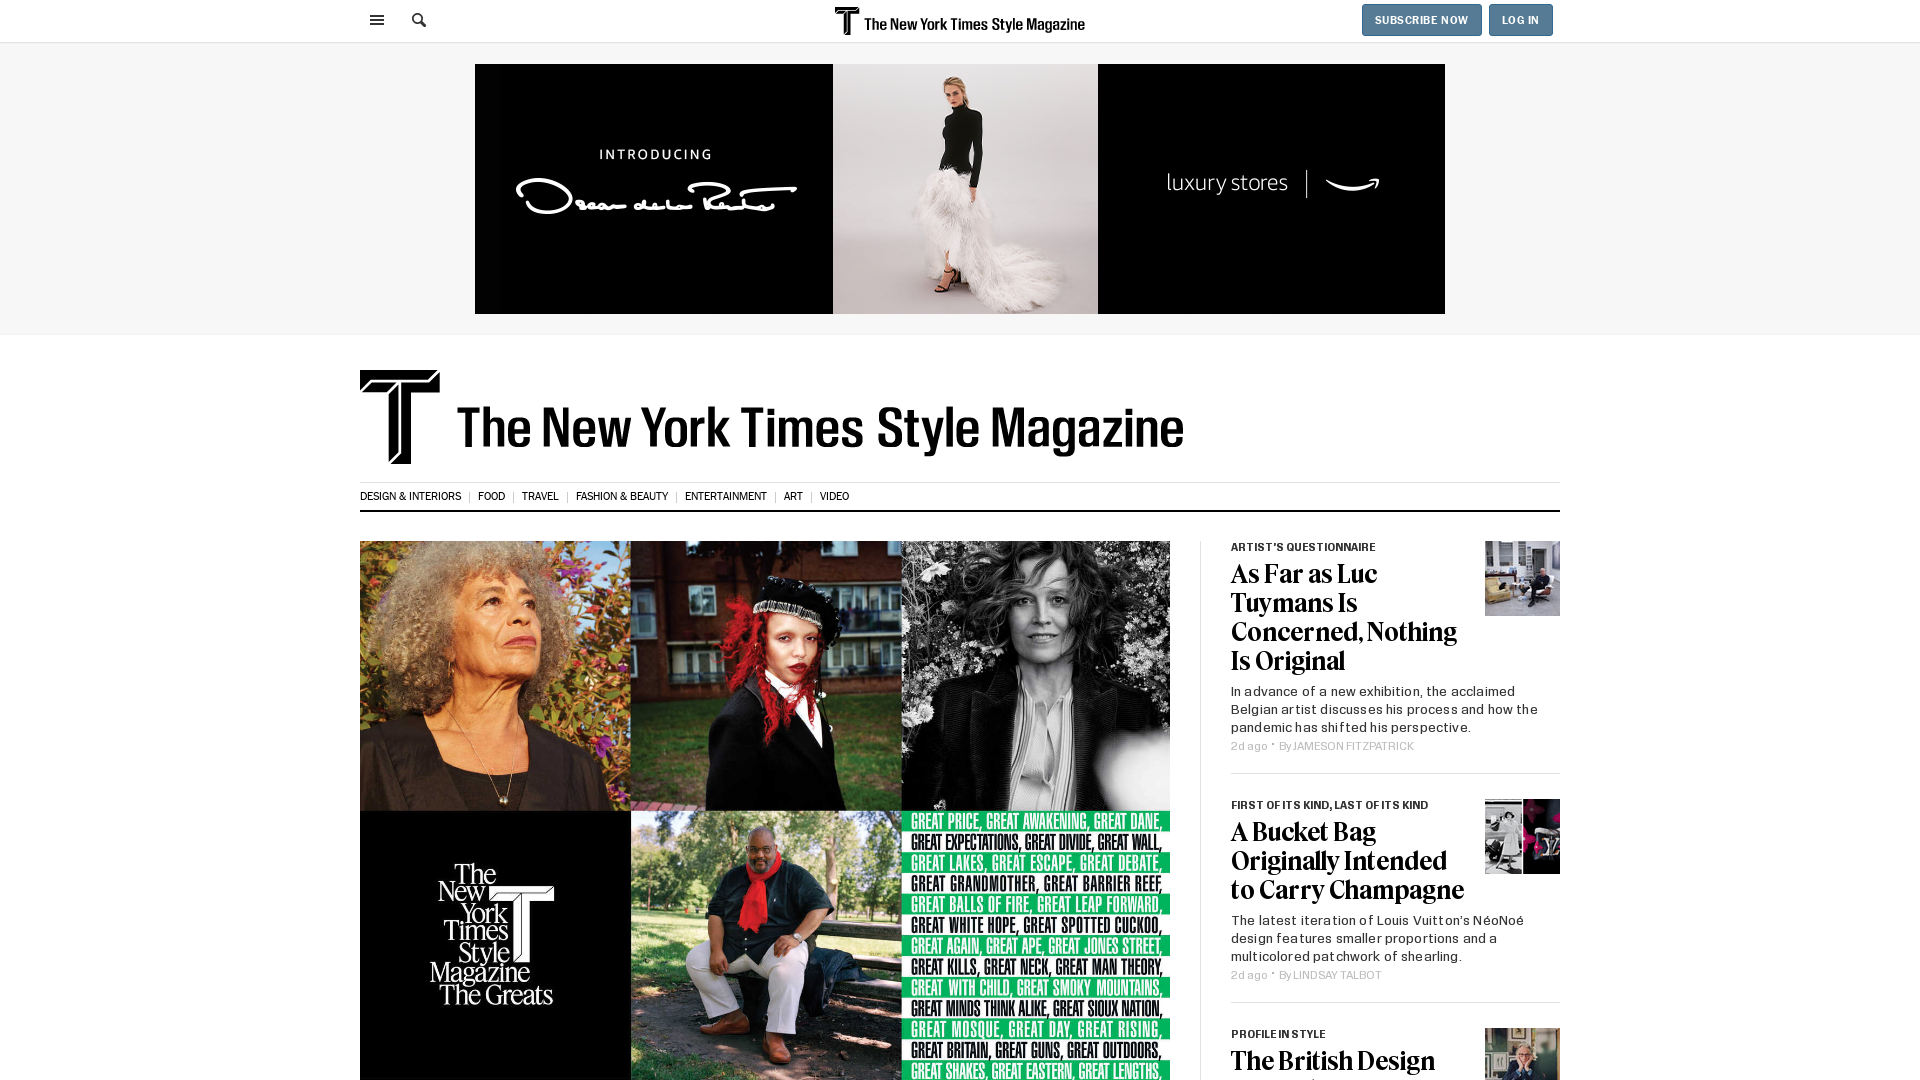 The New York Times Style Magazine
SUBSCRIBE NOW
LOG IN
INTRODUCING
Oscar de la Renta
luxury stores
The New York Times Style Magazine
DESIGN & INTERIORS
FOOD
TRAVEL
FASHION & BEAUTY
ENTERTAINMENT
ART
VIDEO
The
New
York
Times
Style
Magazine
The Greats
GREAT PRICE, GREAT AWAKENING, GREAT DANE,
GREAT EXPECTATIONS, GREAT DIVIDE, GREAT WALL,
GREAT LAKES, GREAT ESCAPE, GREAT DEBATE,
GREAT GRANDMOTHER, GREAT BARRIER REEF,
GREAT BALLS OF FIRE, GREAT LEAP FORWARD,
GREAT WHITE HOPE, GREAT SPOTTED CUCKOO,
GREAT AGAIN, GREAT APE, GREAT JONES STREET,
GREAT KILLS, GREAT NECK, GREAT MAN THEORY,
GREAT WITH CHILD, GREAT SMOKY MOUNTAINS,
GREAT MINDS THINK ALIKE, GREAT SIOUX NATION,
GREAT MOSQUE, GREAT DAY, GREAT RISING,
GREAT BRITAIN, GREAT GUNS, GREAT OUTDOORS,
GREAT SHAKES, GREAT EASTERN, GREAT LENGTHS,
ARTIST'S QUESTIONNAIRE
As Far as Luc
Tuymans Is
Concerned, Nothing
Is Original
In advance of a new exhibition, the acclaimed
Belgian artist discusses his process and how the
pandemic has shifted his perspective.
2d ago · By JAMESON FITZPATRICK
FIRST OF ITS KIND, LAST OF ITS KIND
A Bucket Bag
Originally Intended
to Carry Champagne
The latest iteration of Louis Vuitton's NéoNoé
design features smaller proportions and a
multicolored patchwork of shearling.
2d ago · By LINDSAY TALBOT
PROFILE IN STYLE
The British Design